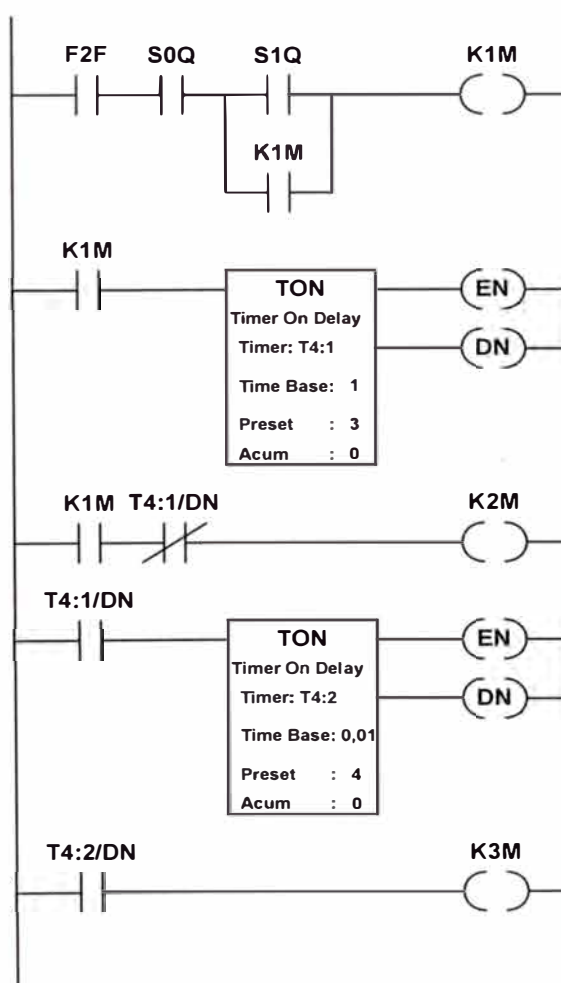 F2F S0Q S1Q K1M
K1M
K1M
TON
Timer On Delay
Timer: T4:1
Time Base: 1
Preset : 3
Acum : 0
EN
DN
K1M T4:1/DN K2M
T4:1/DN
TON
Timer On Delay
Timer: T4:2
Time Base: 0,01
Preset : 4
Acum : 0
EN
DN
T4:2/DN K3M